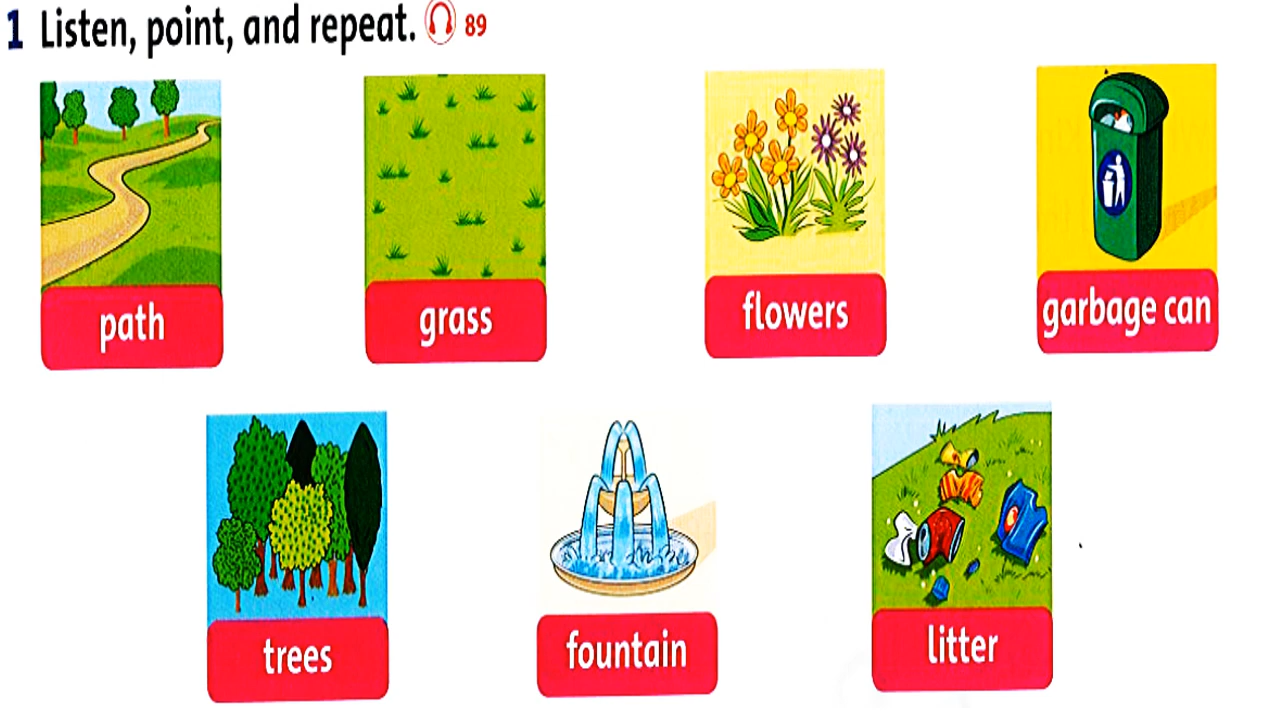 1 Listen, point, and repeat. 89
path
grass
flowers
garbage can
trees
fountain
litter